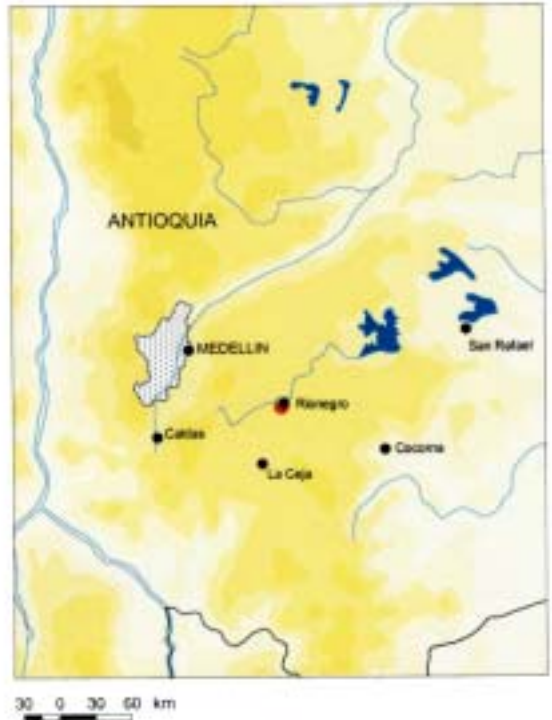 ANTIOQUIA
MEDELLIN
San Rafael
Rionegro
Caldas
Cocorna
La Ceja
30 0 30 60 km